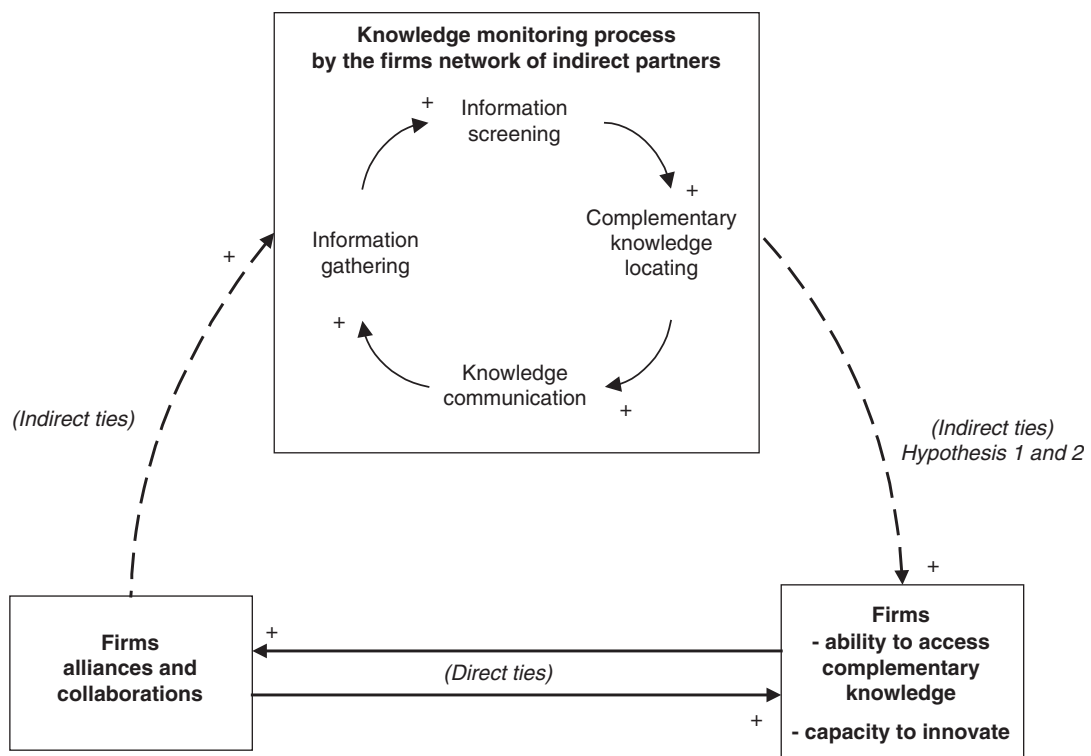 Knowledge monitoring process
by the firms network of indirect partners
+
Information
screening
+
Complementary
knowledge
locating
Information
gathering
+
+
Knowledge
communication
+
(Indirect ties)
(Indirect ties)
Hypothesis 1 and 2
+
Firms
alliances and
collaborations
+
(Direct ties)
+
Firms
- ability to access
complementary
knowledge
- capacity to innovate